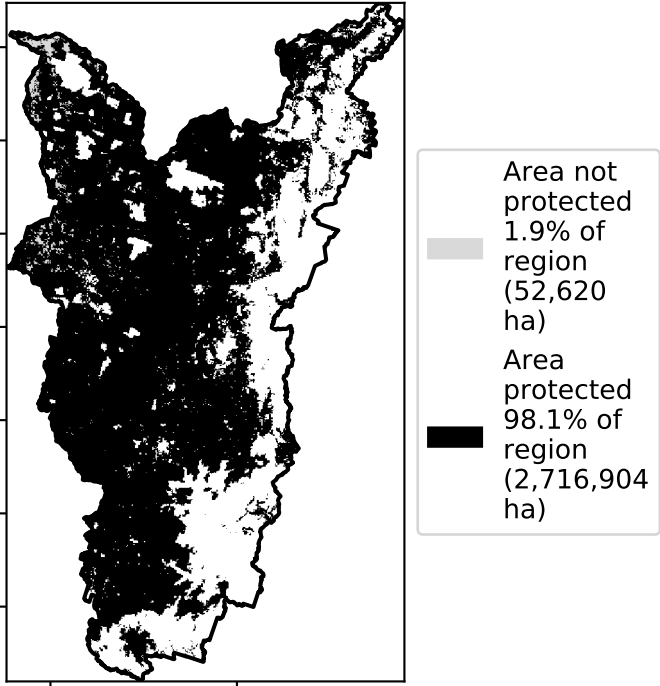 Area not
protected
1.9% of
region
(52,620
ha)
Area
protected
98.1% of
region
(2,716,904
ha)